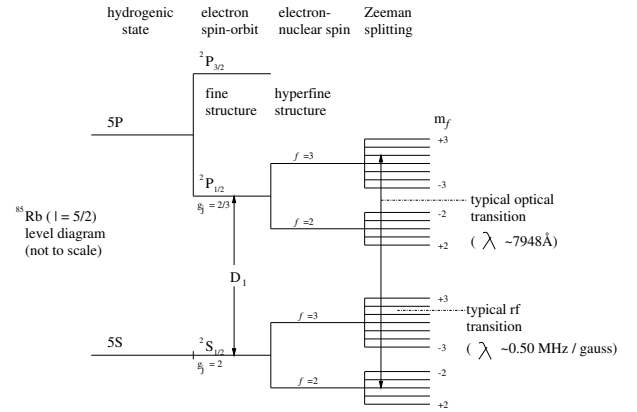 hydrogenic state
electron spin-orbit
electron-nuclear spin
Zeeman splitting
²P₃/₂
fine structure
hyperfine structure
m_f
5P
+3
f =3
-3
²P₁/₂
g_j = 2/3
-2
f =2
+2
typical optical transition
( λ ~7948Å)
⁸⁵Rb ( | = 5/2)
level diagram
(not to scale)
D₁
+3
f =3
-3
typical rf transition
( λ ~0.50 MHz / gauss)
5S
²S₁/₂
g_j = 2
-2
f =2
+2